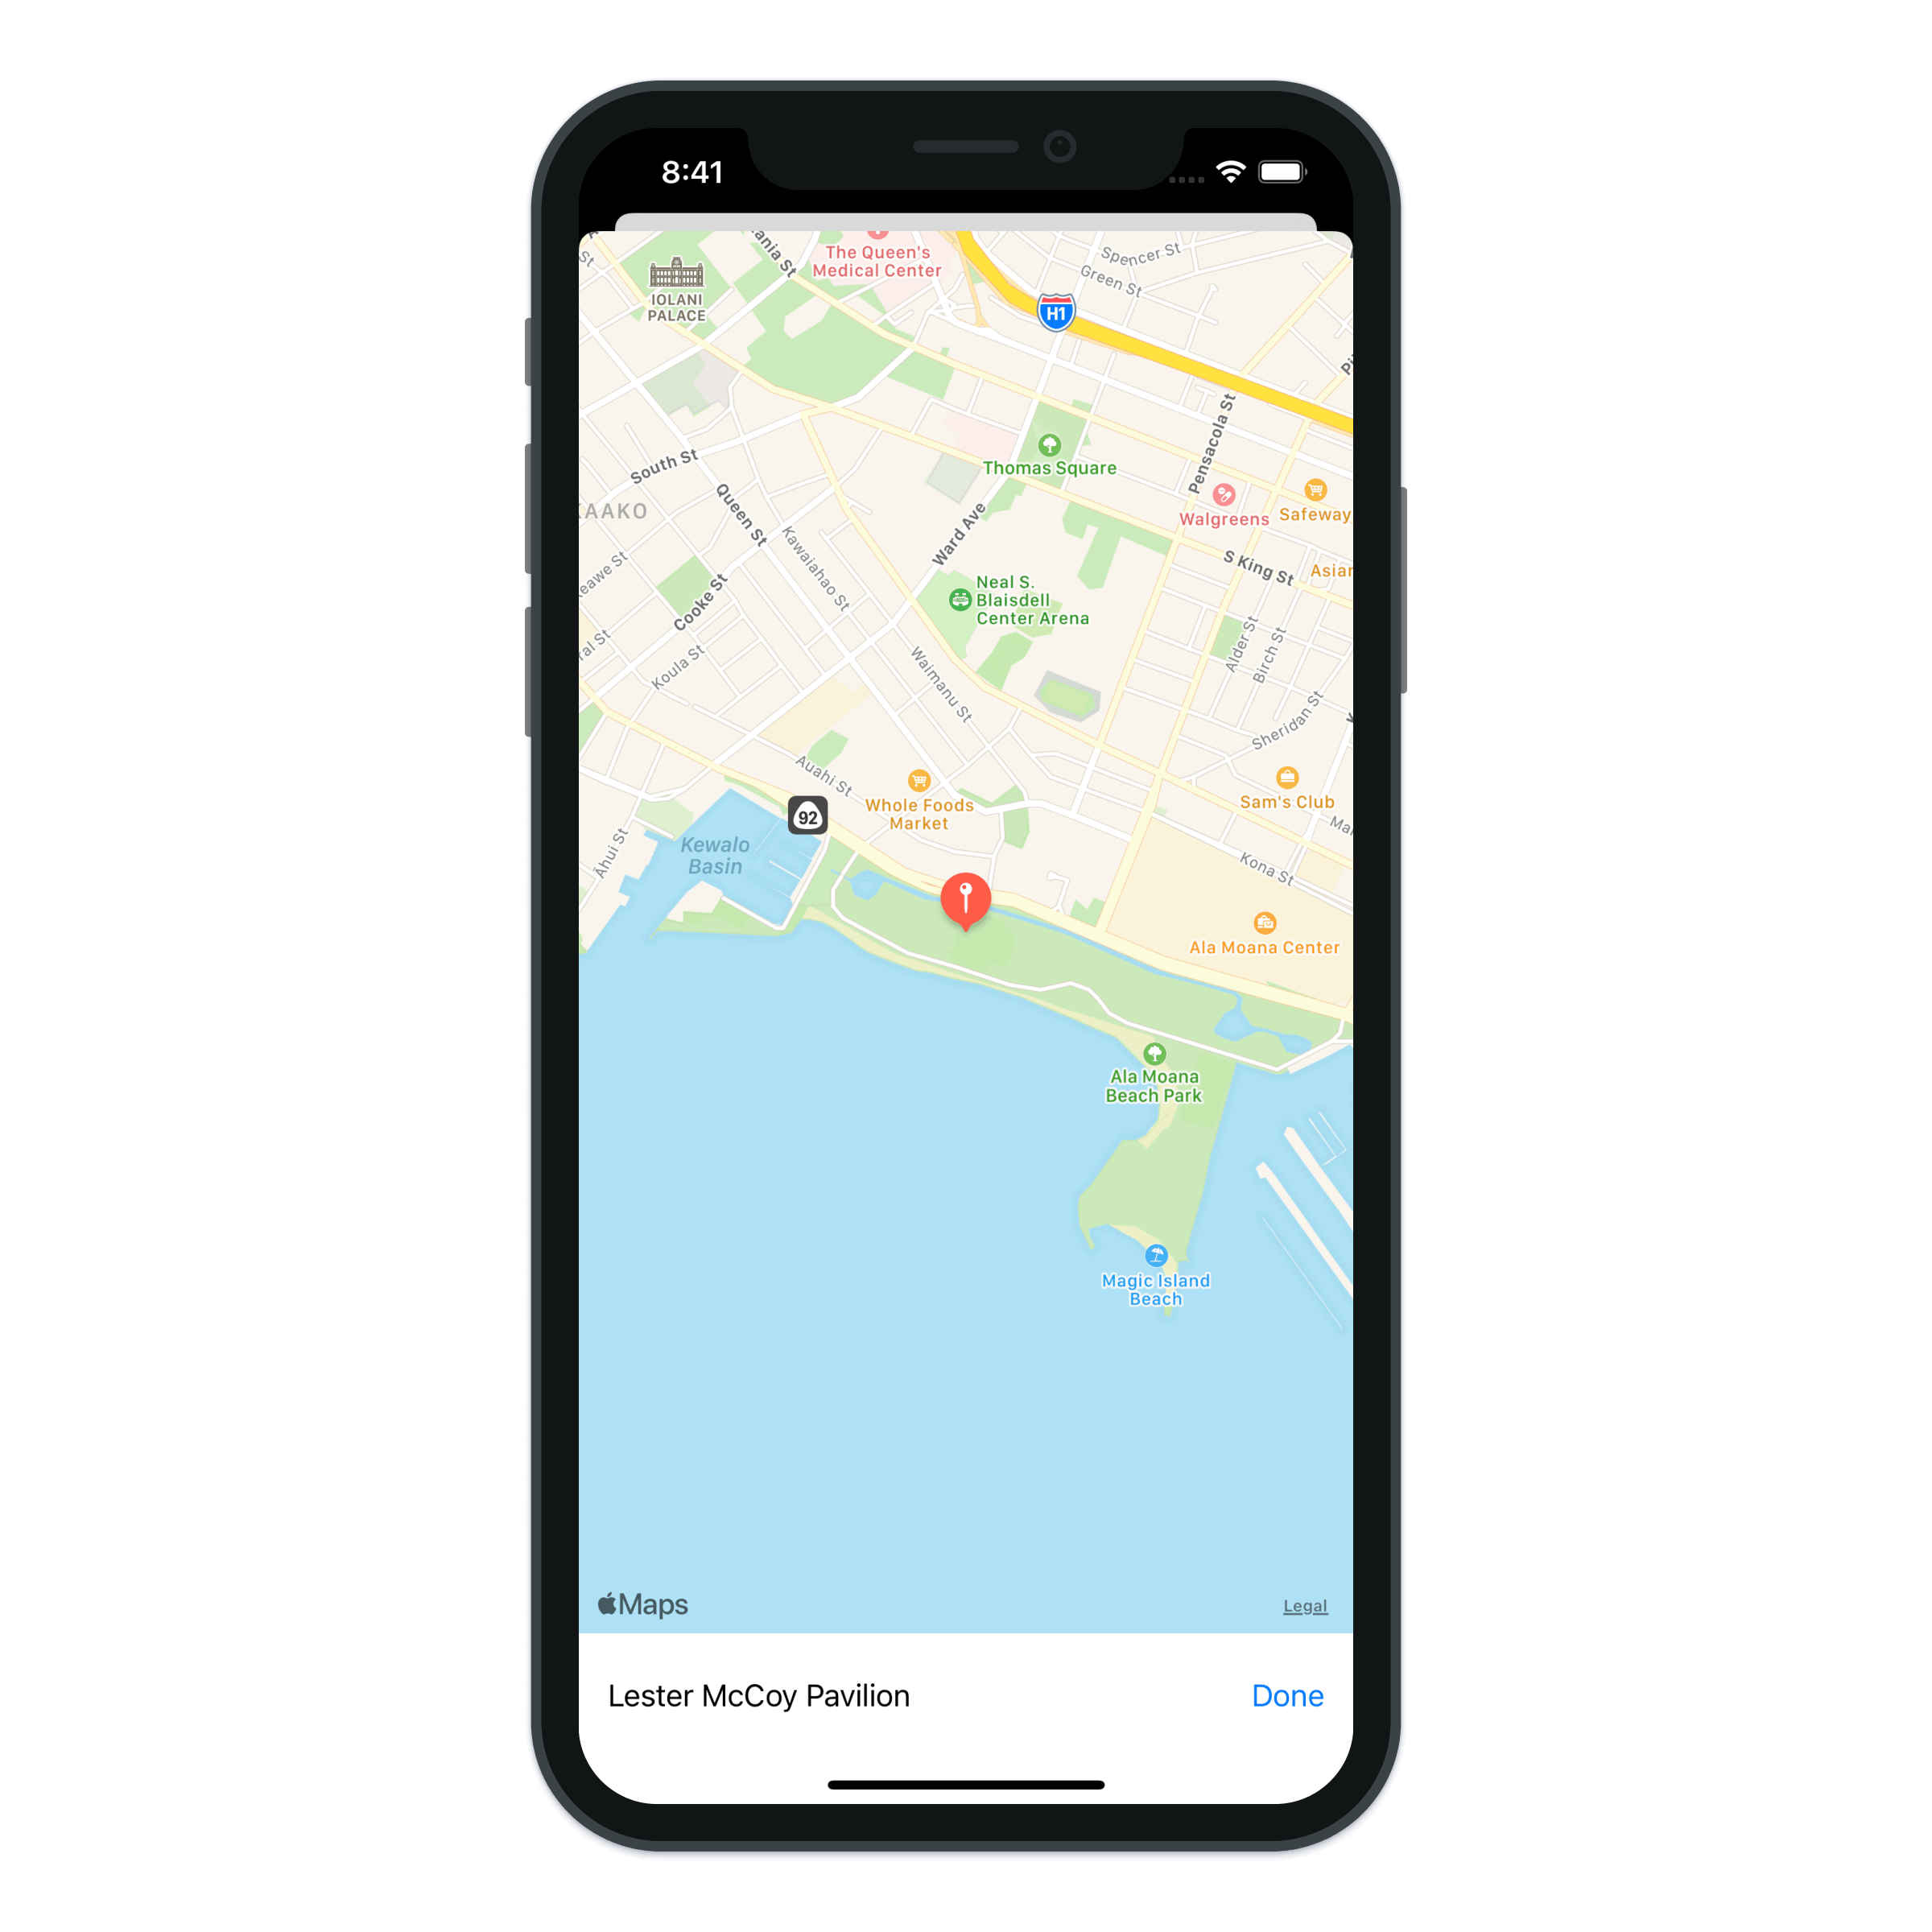 8:41
ania St
The Queen's
Medical Center
Spencer St
Green St
St
IOLANI
PALACE
H1
Pensacola St
South St
Thomas Square
Queen St
Walgreens
Safeway
AAKO
Ward Ave
Kawaiahao St
S King St
Asian
eawe St
Neal S.
Blaisdell
Center Arena
Cooke St
Alder St
Birch St
ral St
Koula St
Waimanu St
Sheridan St
Auahi St
Whole Foods
Market
Sam's Club
92
Kewalo
Basin
Āhui St
Kona St
Ala Moana Center
Ala Moana
Beach Park
Magic Island
Beach
Maps
Legal
Lester McCoy Pavilion
Done